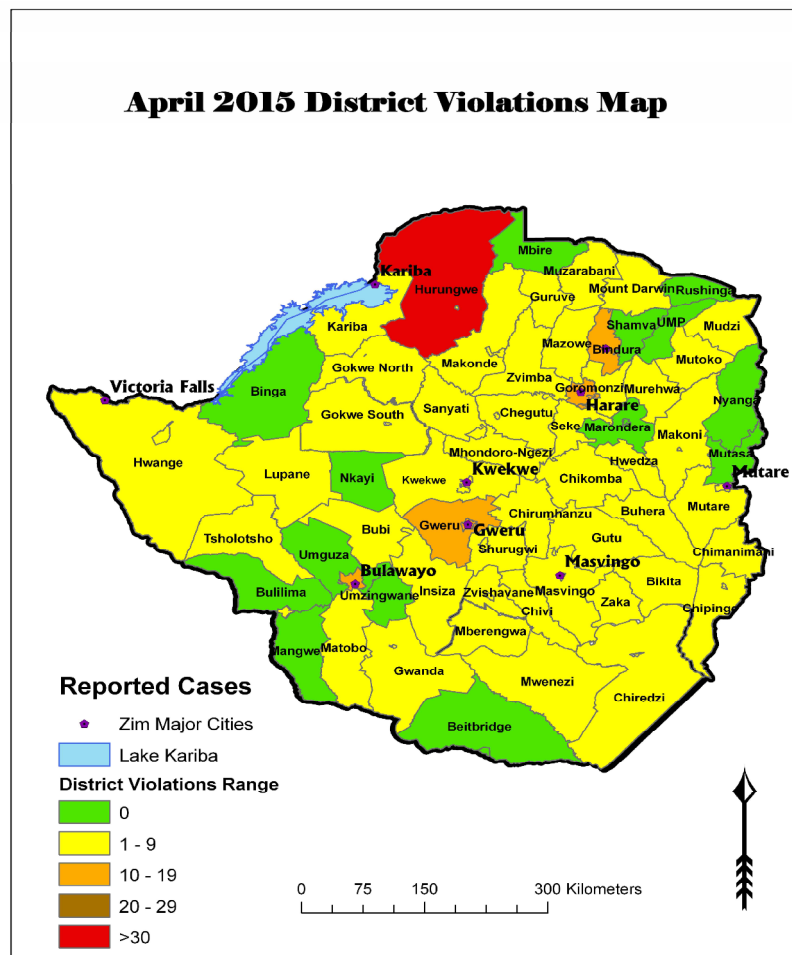 April 2015 District Violations Map
Mbire
Kariba
Muzarabani
Hurungwe
Mount Darwin
Rushinga
Guruve
Kariba
Shamva
UMP
Mudzi
Mazowe
Bindura
Gokwe North
Makonde
Mutoko
Zvimba
Victoria Falls
Binga
Goromonzi
Murehwa
Nyanga
Gokwe South
Sanyati
Chegutu
Harare
Seke
Marondera
Makoni
Mhondoro-Ngezi
Hwedza
Mutasa
Hwange
Lupane
Nkayi
Kwekwe
Kwekwe
Chikomba
Mutare
Chirumhanzu
Buhera
Mutare
Gweru
Gweru
Bubi
Tsholotsho
Umguza
Shurugwi
Gutu
Chimanimani
Bulawayo
Masvingo
Bulilima
Umzingwane
Insiza
Zvishavane
Masvingo
Bikita
Chivi
Zaka
Chipinge
Mberengwa
Mangwe
Matobo
Gwanda
Mwenezi
Chiredzi
Beitbridge
Reported Cases
Zim Major Cities
Lake Kariba
District Violations Range
0
1 - 9
10 - 19
20 - 29
>30
0 75 150 300 Kilometers